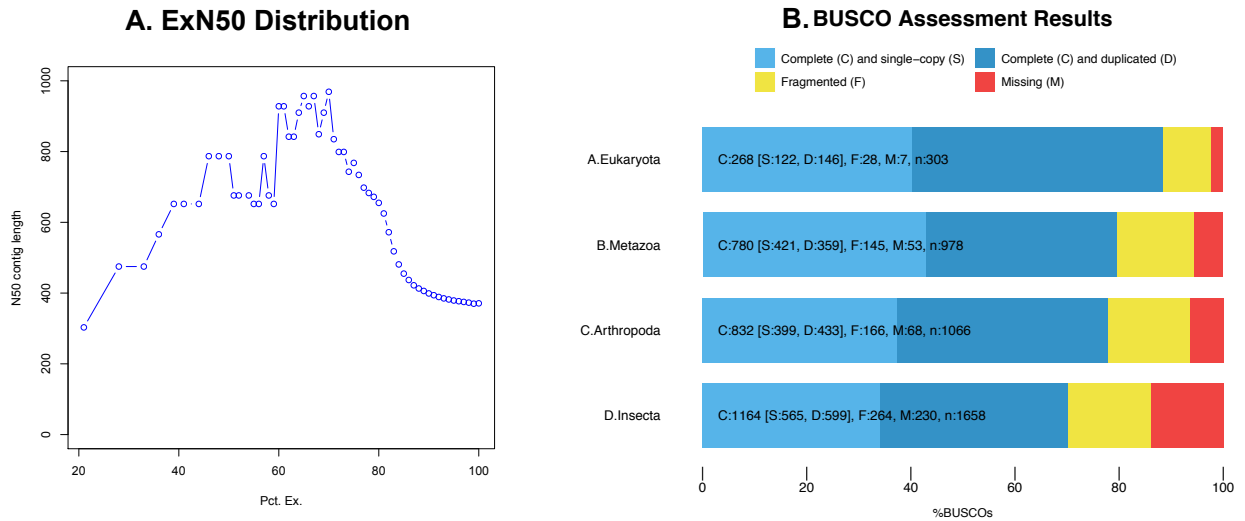 A. ExN50 Distribution
N50 contig length
0
200
400
600
800
1000
20
40
60
80
100
Pct. Ex.
B. BUSCO Assessment Results
Complete (C) and single−copy (S)
Complete (C) and duplicated (D)
Fragmented (F)
Missing (M)
A.Eukaryota
C:268 [S:122, D:146], F:28, M:7, n:303
B.Metazoa
C:780 [S:421, D:359], F:145, M:53, n:978
C.Arthropoda
C:832 [S:399, D:433], F:166, M:68, n:1066
D.Insecta
C:1164 [S:565, D:599], F:264, M:230, n:1658
0
20
40
60
80
100
%BUSCOs